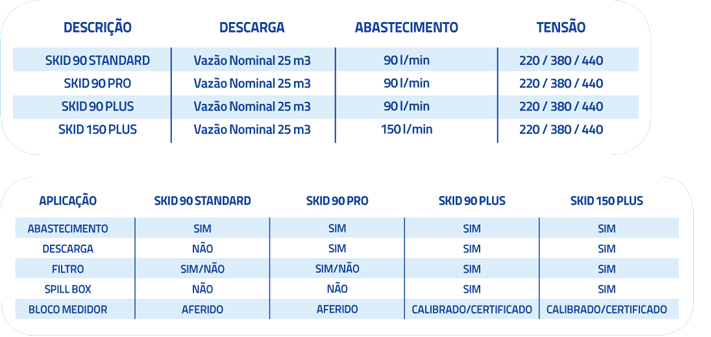 DESCRIÇÃO DESCARGA ABASTECIMENTO TENSÃO
SKID 90 STANDARD Vazão Nominal 25 m3 90 l/min 220 / 380 / 440
SKID 90 PRO Vazão Nominal 25 m3 90 l/min 220 / 380 / 440
SKID 90 PLUS Vazão Nominal 25 m3 90 l/min 220 / 380 / 440
SKID 150 PLUS Vazão Nominal 25 m3 150 l/min 220 / 380 / 440
APLICAÇÃO SKID 90 STANDARD SKID 90 PRO SKID 90 PLUS SKID 150 PLUS
ABASTECIMENTO SIM SIM SIM SIM
DESCARGA NÃO SIM SIM SIM
FILTRO SIM/NÃO SIM/NÃO SIM SIM
SPILL BOX NÃO NÃO SIM SIM
BLOCO MEDIDOR AFERIDO AFERIDO CALIBRADO/CERTIFICADO CALIBRADO/CERTIFICADO